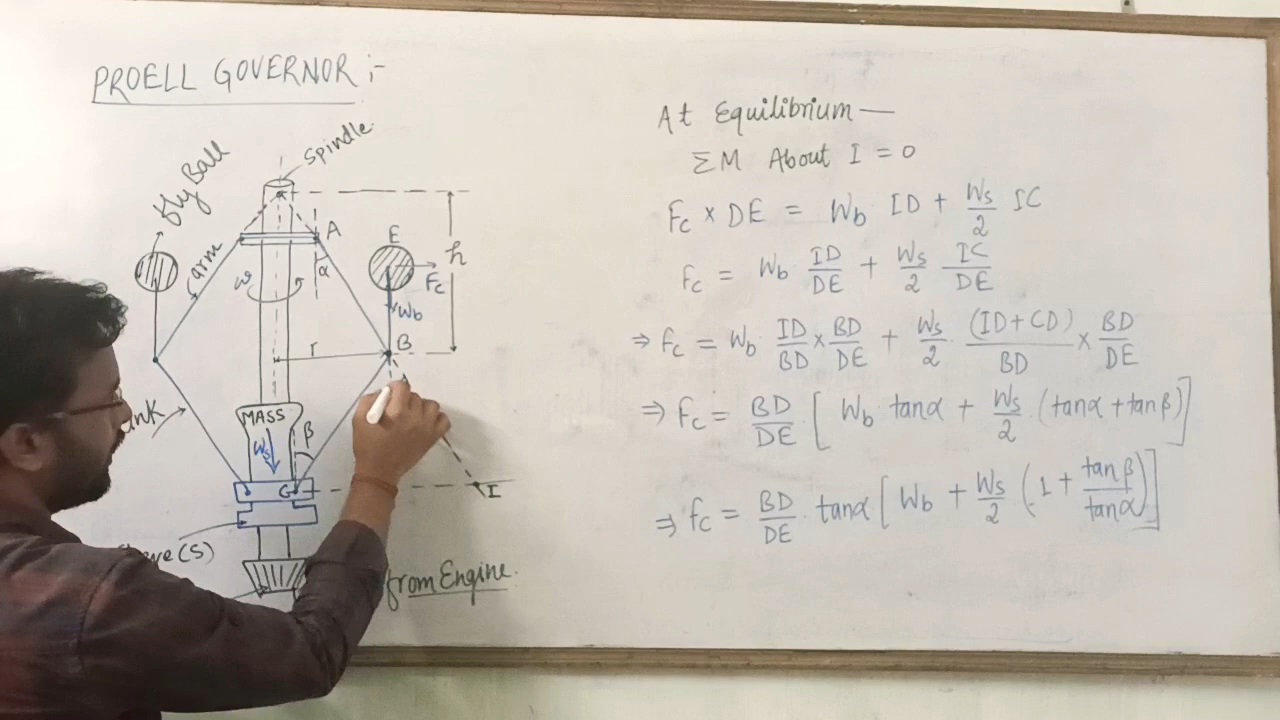 PROELL GOVERNOR :-
Spindle
fly Ball
arm
A
α
ω
E
Fc
Wb
h
r
B
MASS
Ws
β
C
I
(S)
from Engine.
At Equilibrium —
ΣM About I = 0
Fc × DE = Wb ID + Ws/2 IC
Fc = Wb ID/DE + Ws/2 IC/DE
⇒ Fc = Wb ID/BD × BD/DE + Ws/2 · (ID + CD)/BD × BD/DE
⇒ Fc = BD/DE [ Wb tanα + Ws/2 · (tanα + tanβ) ]
⇒ Fc = BD/DE · tanα [ Wb + Ws/2 ( 1 + tanβ/tanα ) ]